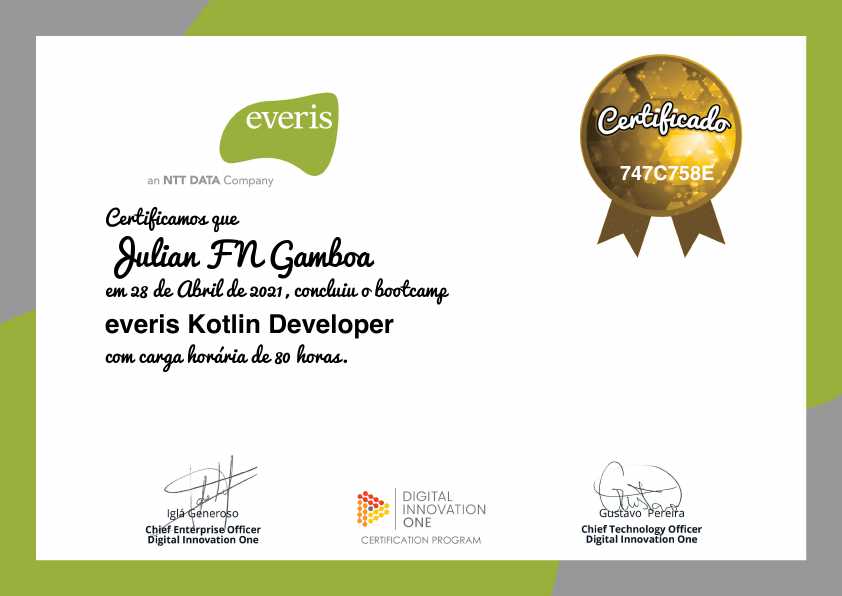 everis
an NTT DATA Company
Certificado
747C758E
Certificamos que
Julian FN Gamboa
em 28 de Abril de 2021, concluiu o bootcamp
everis Kotlin Developer
com carga horária de 80 horas.
Iglá Generoso
Chief Enterprise Officer
Digital Innovation One
DIGITAL
INNOVATION
ONE
CERTIFICATION PROGRAM
Gustavo Pereira
Chief Technology Officer
Digital Innovation One